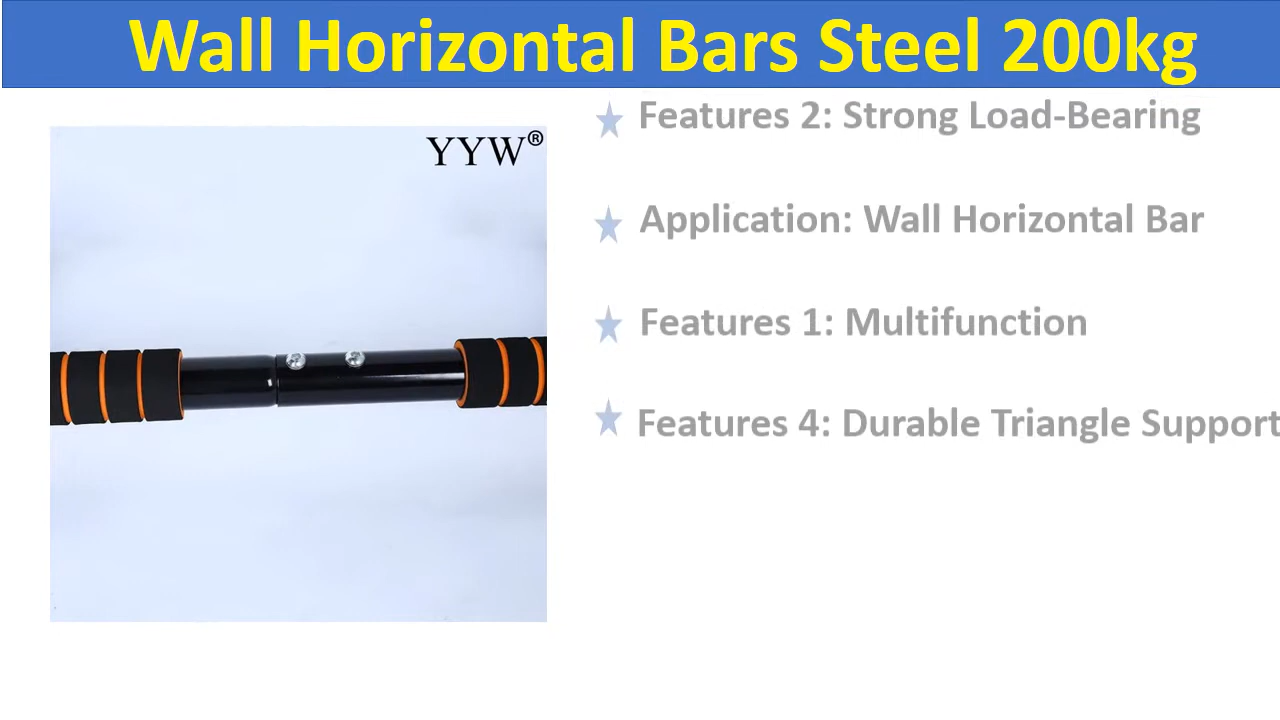 Wall Horizontal Bars Steel 200kg
YYW®
Features 2: Strong Load-Bearing
Application: Wall Horizontal Bar
Features 1: Multifunction
Features 4: Durable Triangle Support